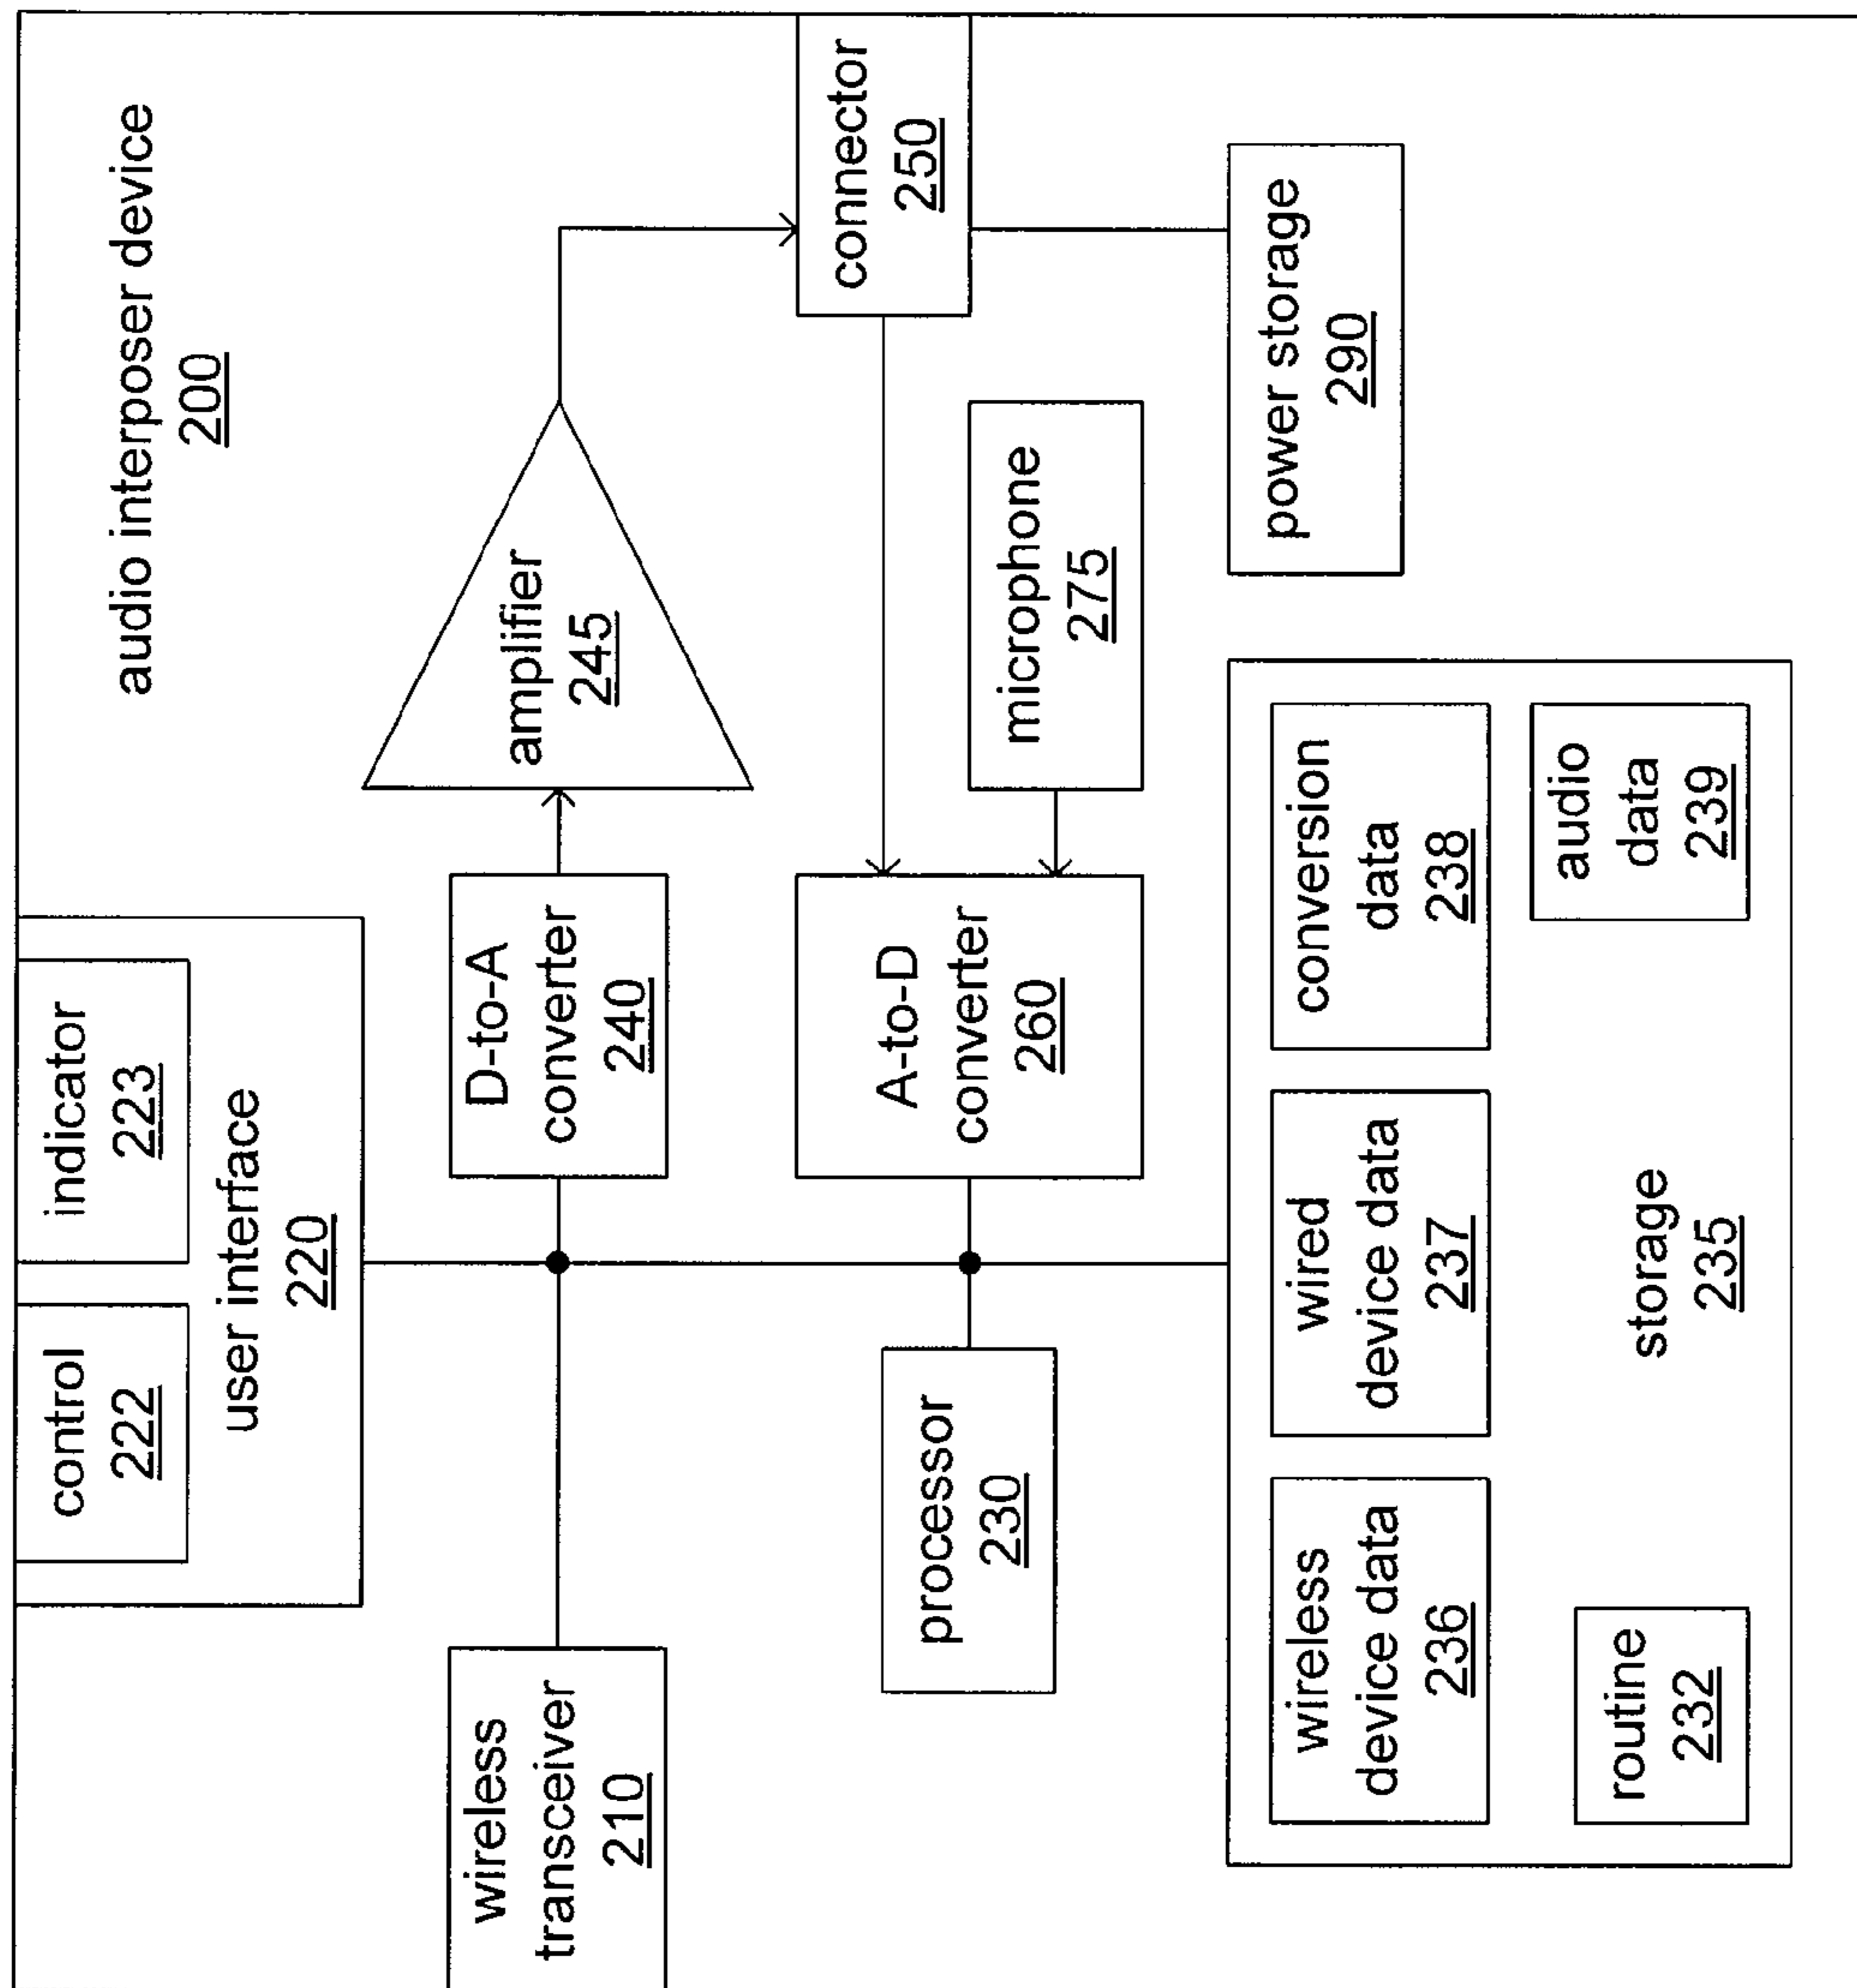 audio interposer device
200
control
222
indicator
223
user interface
220
wireless
transceiver
210
D-to-A
converter
240
amplifier
245
connector
250
processor
230
A-to-D
converter
260
microphone
275
power storage
290
wireless
device data
236
wired
device data
237
conversion
data
238
routine
232
storage
235
audio
data
239